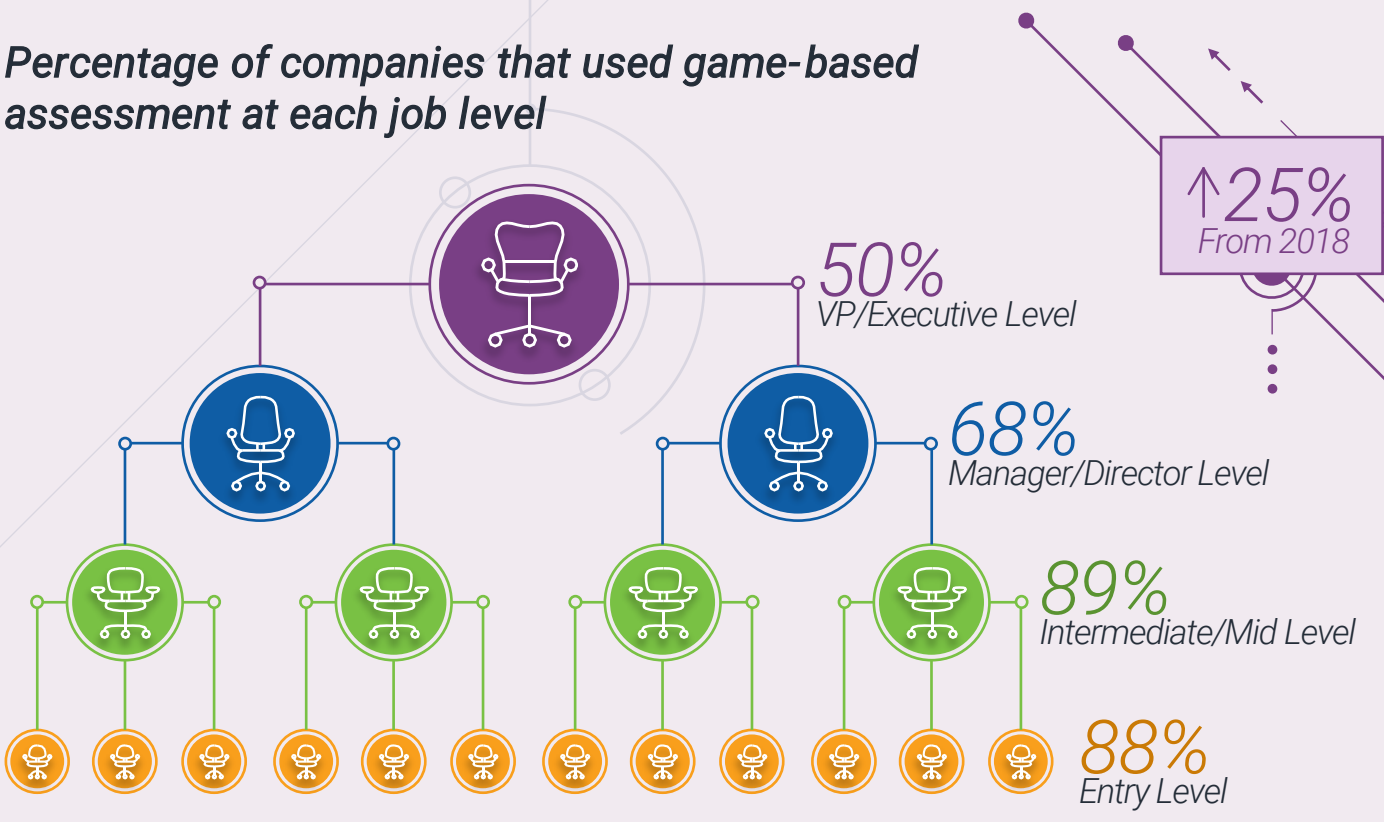 Percentage of companies that used game-based
assessment at each job level
↑25%
From 2018
50%
VP/Executive Level
68%
Manager/Director Level
89%
Intermediate/Mid Level
88%
Entry Level